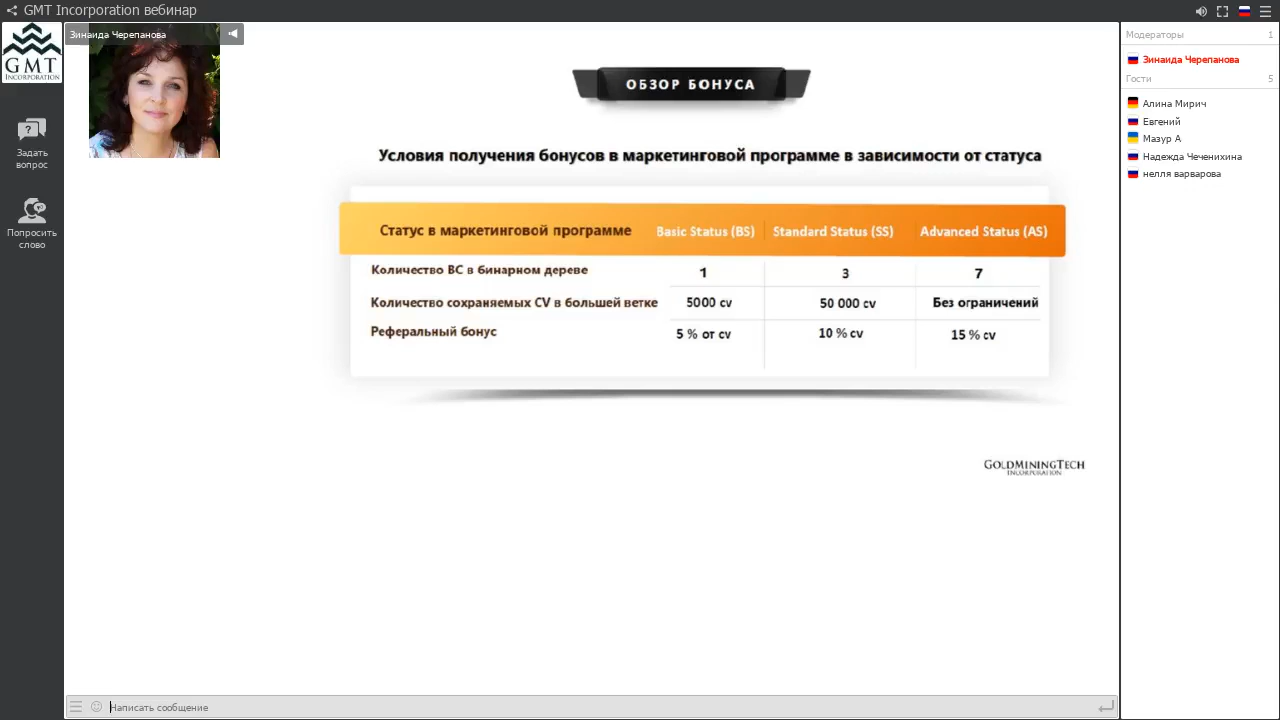 GMT Incorporation вебинар
Зинаида Черепанова
GMT
INCORPORATION
Задать
вопрос
Попросить
слово
ОБЗОР БОНУСА
Условия получения бонусов в маркетинговой программе в зависимости от статуса
Статус в маркетинговой программе Basic Status (BS) Standard Status (SS) Advanced Status (AS)
Количество ВС в бинарном дереве 1 3 7
Количество сохраняемых CV в большей ветке 5000 cv 50 000 cv Без ограничений
Реферальный бонус 5 % от cv 10 % cv 15 % cv
GOLDMININGTECH
INCORPORATION
Написать сообщение
Модераторы 1
Зинаида Черепанова
Гости 5
Алина Мирич
Евгений
Мазур А
Надежда Чеченихина
нелля варварова